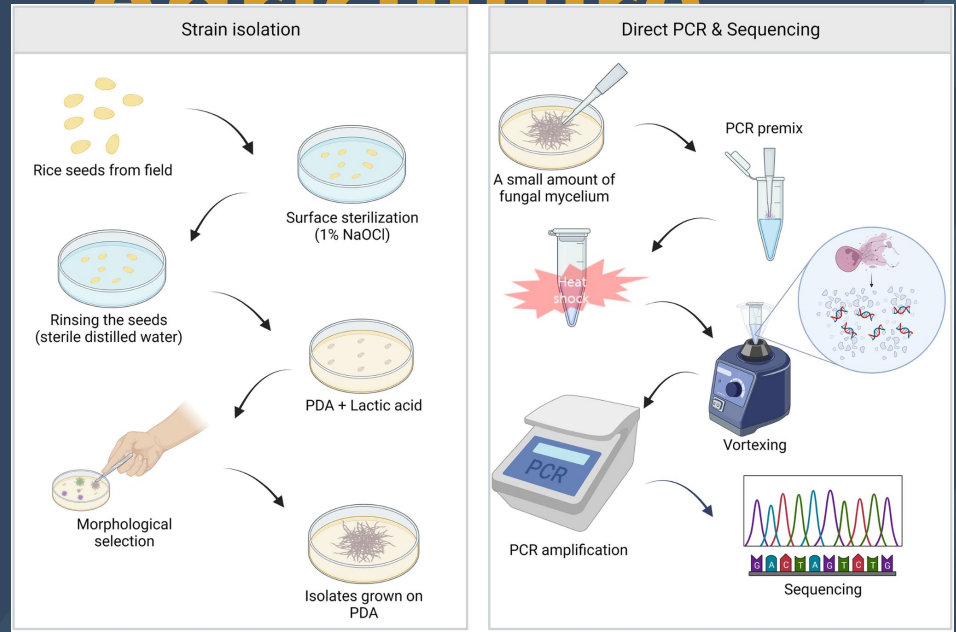 Strain isolation
Rice seeds from field
Surface sterilization
(1% NaOCl)
Rinsing the seeds
(sterile distilled water)
PDA + Lactic acid
Morphological
selection
Isolates grown on
PDA
Direct PCR & Sequencing
A small amount of
fungal mycelium
PCR premix
Heat
shock
Vortexing
PCR
PCR amplification
GACTAGTCTG
Sequencing